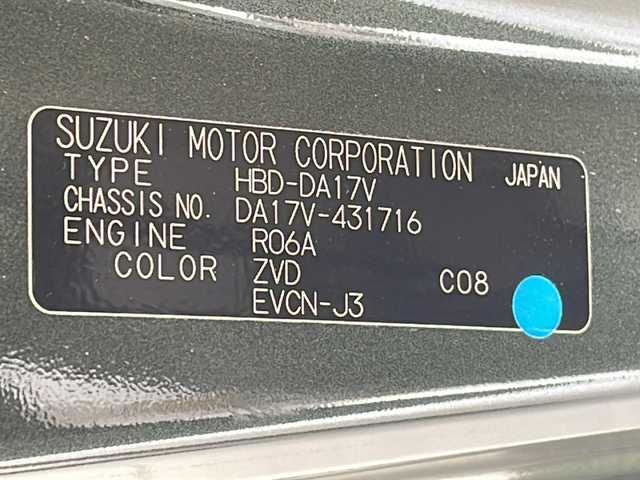 SUZUKI MOTOR CORPORATION JAPAN
TYPE HBD-DA17V
CHASSIS NO. DA17V-431716
ENGINE R06A
COLOR ZVD C08
EVCN-J3